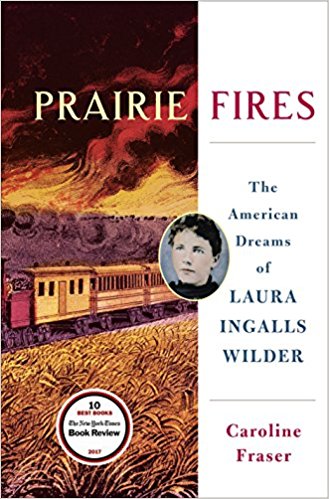 PRAIRIE FIRES
The
American
Dreams
of
LAURA
INGALLS
WILDER
10
BEST BOOKS
The New York Times
Book Review
2017
Caroline
Fraser